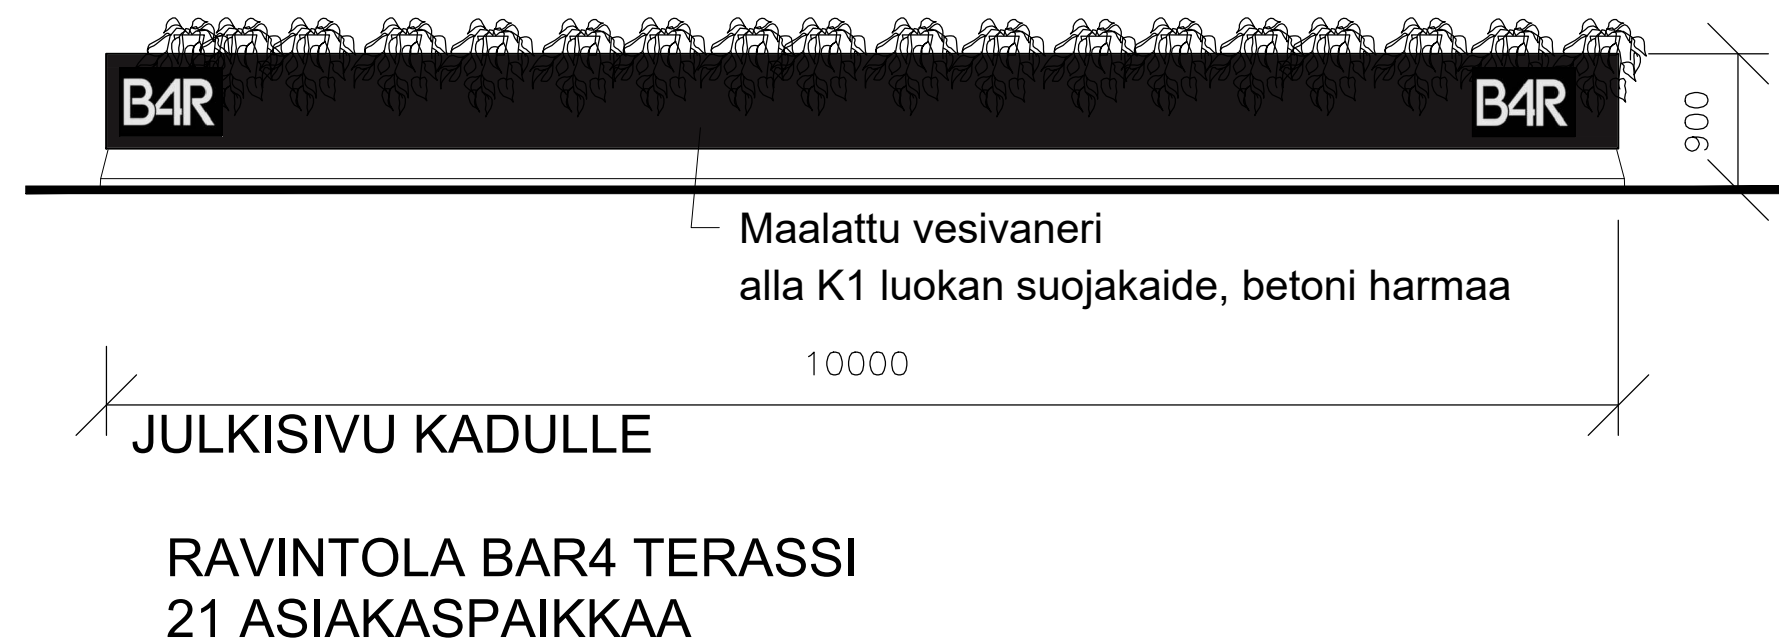 B4R
B4R
900
Maalattu vesivaneri
alla K1 luokan suojakaide, betoni harmaa
10000
JULKISIVU KADULLE
RAVINTOLA BAR4 TERASSI
21 ASIAKASPAIKKAA